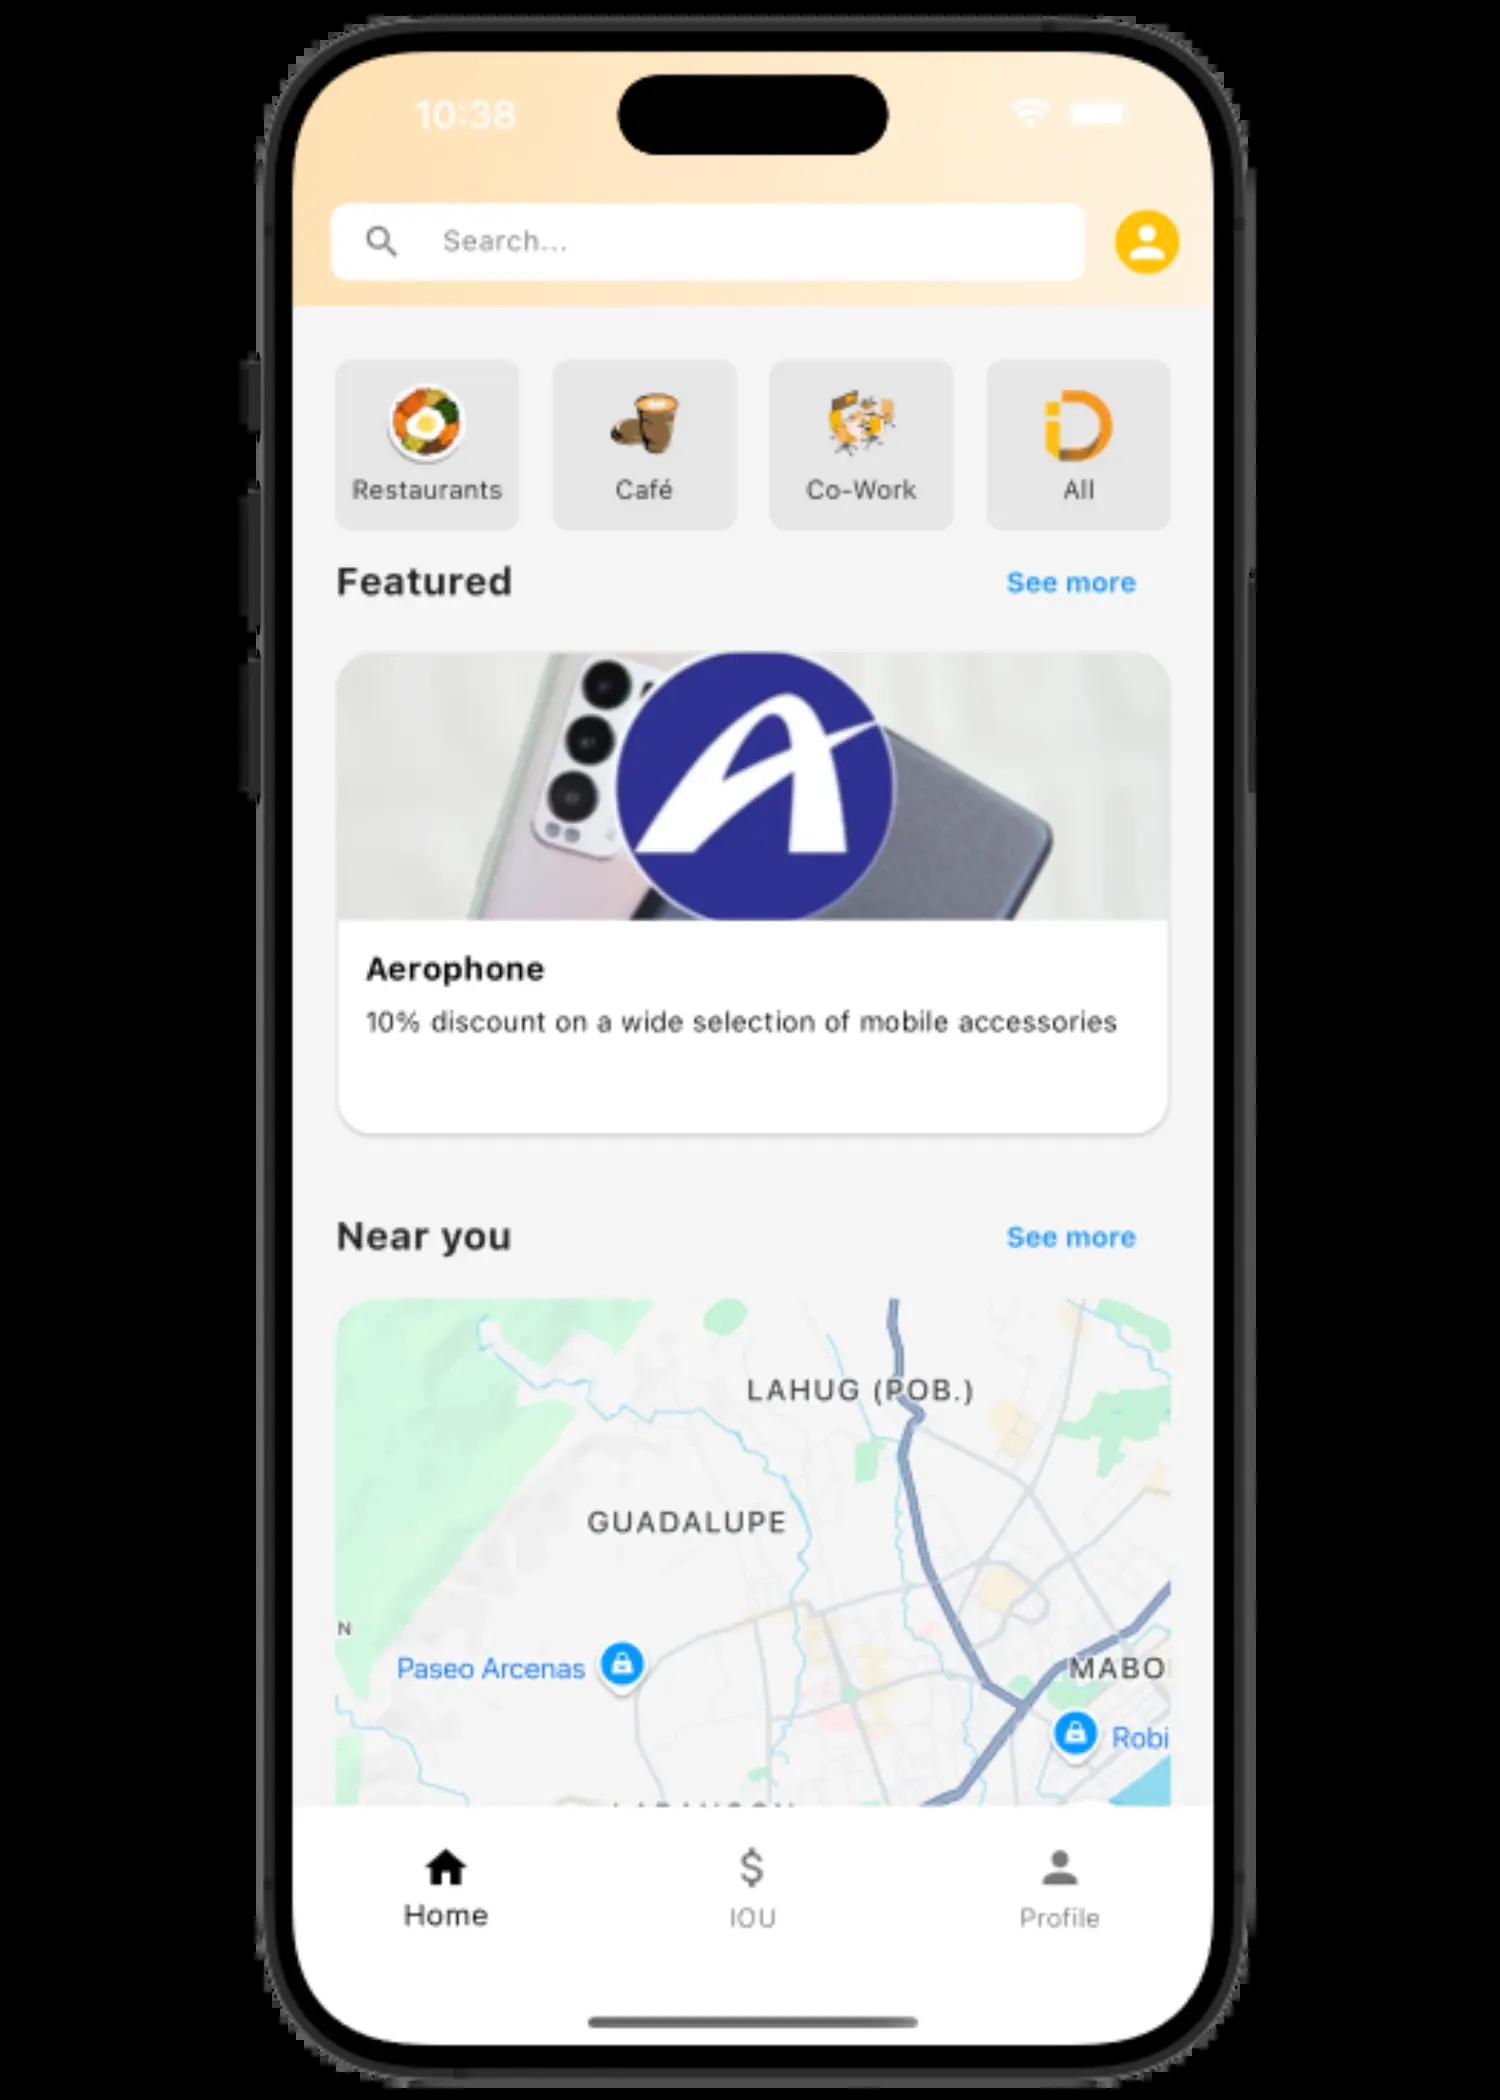 10:38
Search...
Restaurants
Café
Co-Work
All
Featured
See more
Aerophone
10% discount on a wide selection of mobile accessories
Near you
See more
LAHUG (POB.)
GUADALUPE
N
Paseo Arcenas
MABO
Robi
Home
IOU
Profile